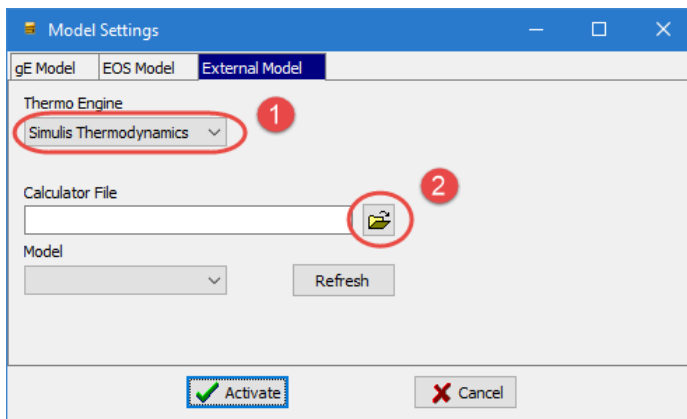 Model Settings
gE Model EOS Model External Model
Thermo Engine
1
Simulis Thermodynamics
2
Calculator File
Model
Refresh
Activate Cancel